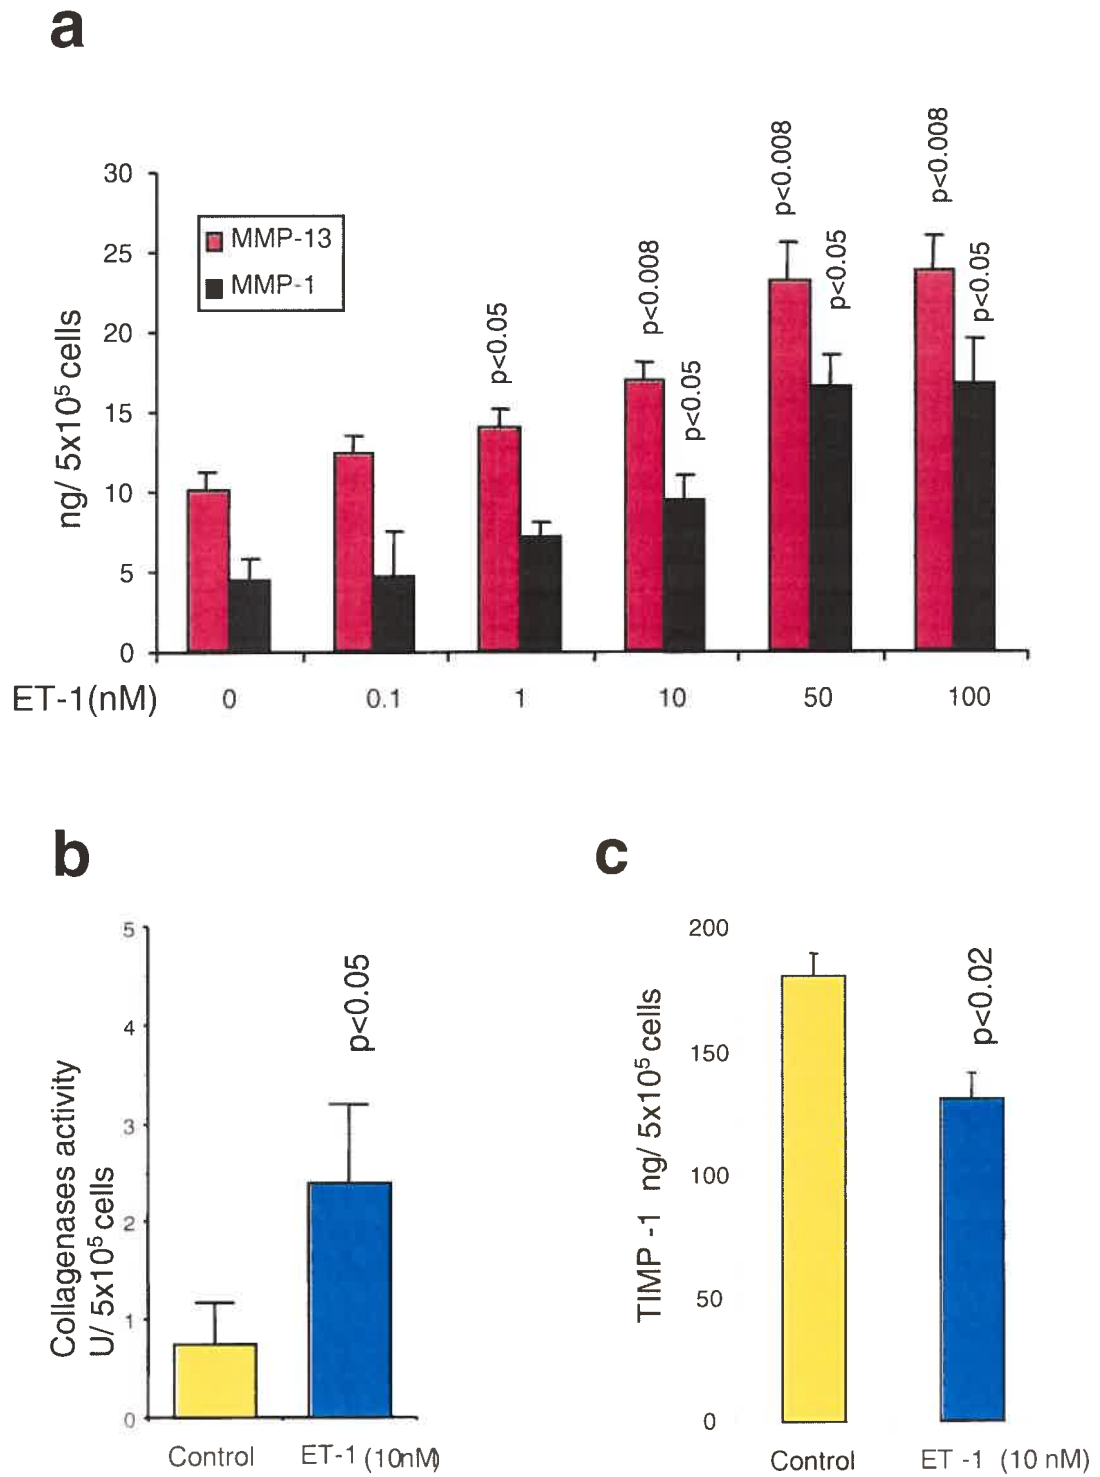 a
p<0.008
p<0.008
30
MMP-13
MMP-1
25
p<0.008
p<0.05
p<0.05
p<0.05
20
p<0.05
15
10
5
0
ng/ 5x10⁵ cells
ET-1(nM)
0
0.1
1
10
50
100
b
5
4
3
2
1
0
Collagenases activity
U/ 5x10⁵ cells
p<0.05
Control
ET-1 (10nM)
c
200
150
100
50
0
TIMP -1 ng/ 5x10⁵ cells
p<0.02
Control
ET -1 (10 nM)